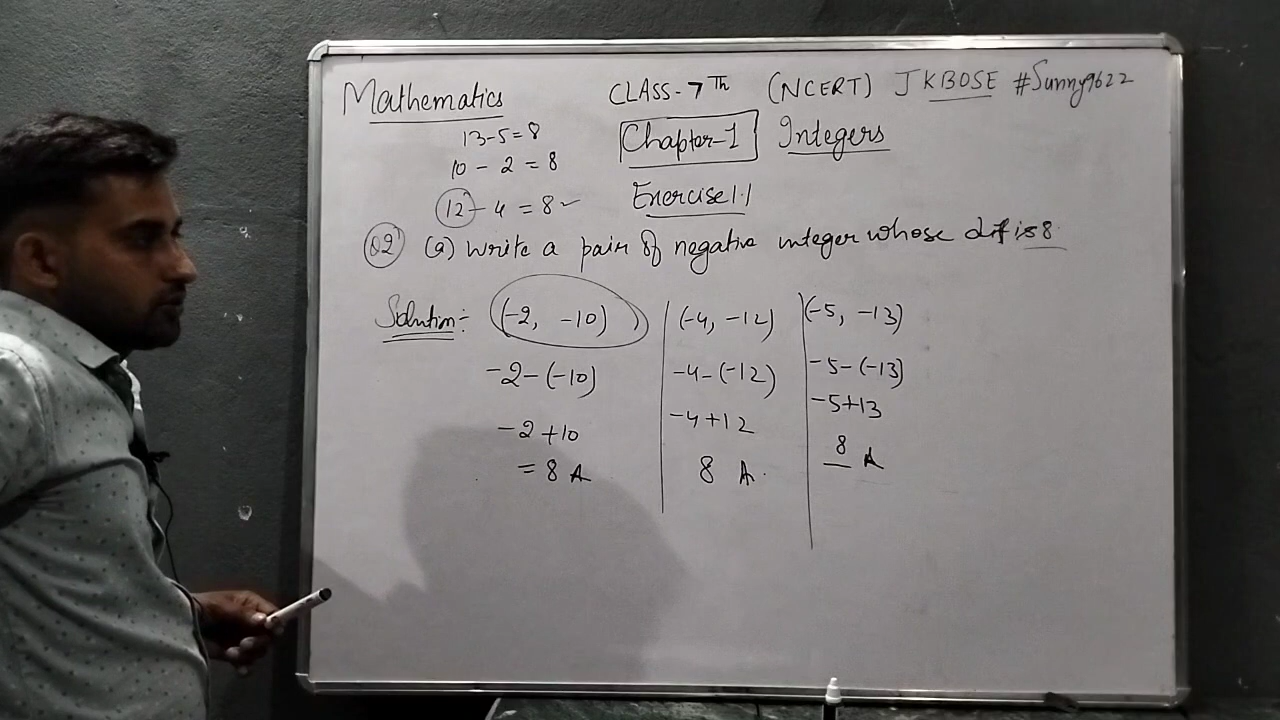 Mathematics CLASS-7Th (NCERT) JKBOSE #Sunny9622
13-5=8 Chapter-1 Integers
10-2=8
12-4=8 Exercise 1.1
Q2 (a) Write a pair of negative integer whose dif is 8
Solution:- (-2, -10) (-4, -12) (-5, -13)
-2-(-10) -4-(-12) -5-(-13)
-2+10 -4+12 -5+13
=8 A 8 A. 8 A